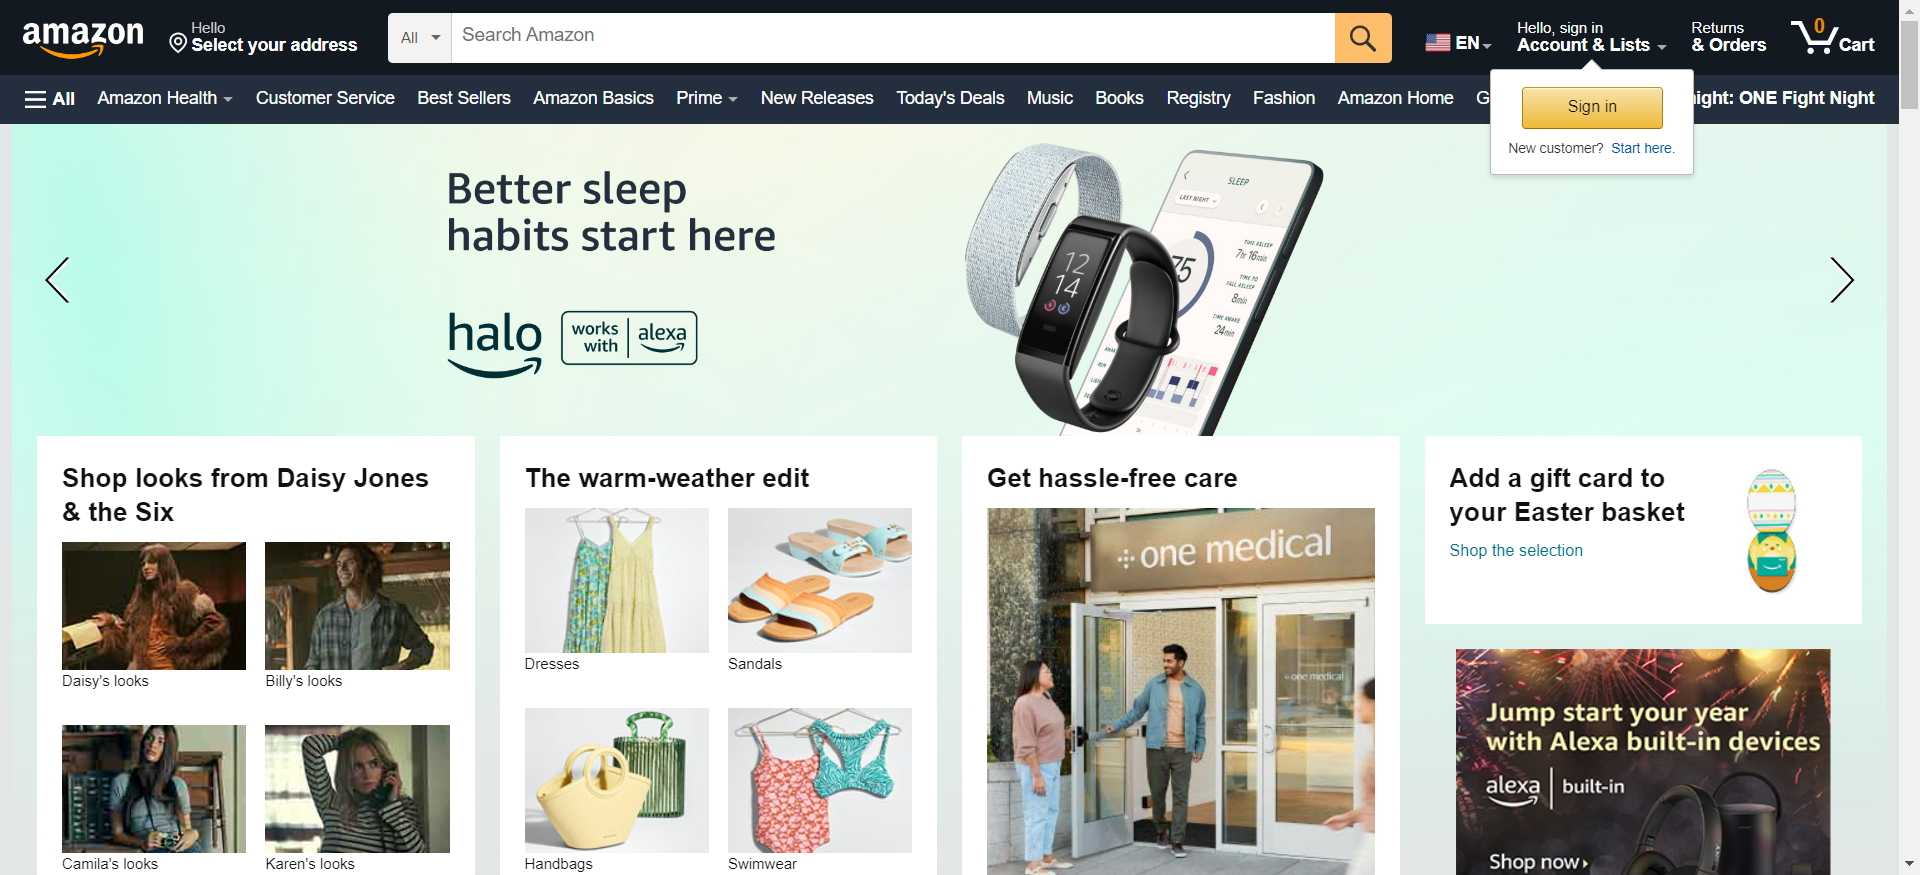 amazon
Hello
Select your address
All
Search Amazon
EN
Hello, sign in
Account & Lists
Returns
& Orders
0
Cart
All
Amazon Health
Customer Service
Best Sellers
Amazon Basics
Prime
New Releases
Today's Deals
Music
Books
Registry
Fashion
Amazon Home
G
ight: ONE Fight Night
Sign in
New customer? Start here.
Better sleep
habits start here
halo
works
with
alexa
SLEEP
LAST NIGHT
TIME ASLEEP
7hr 16min
TIME TO
FALL ASLEEP
8min
TIME AWAKE
24min
75
12
14
Shop looks from Daisy Jones
& the Six
Daisy's looks
Billy's looks
Camila's looks
Karen's looks
The warm-weather edit
Dresses
Sandals
Handbags
Swimwear
Get hassle-free care
one medical
one medical
Add a gift card to
your Easter basket
Shop the selection
Jump start your year
with Alexa built-in devices
alexa
built-in
Shop now
SONY